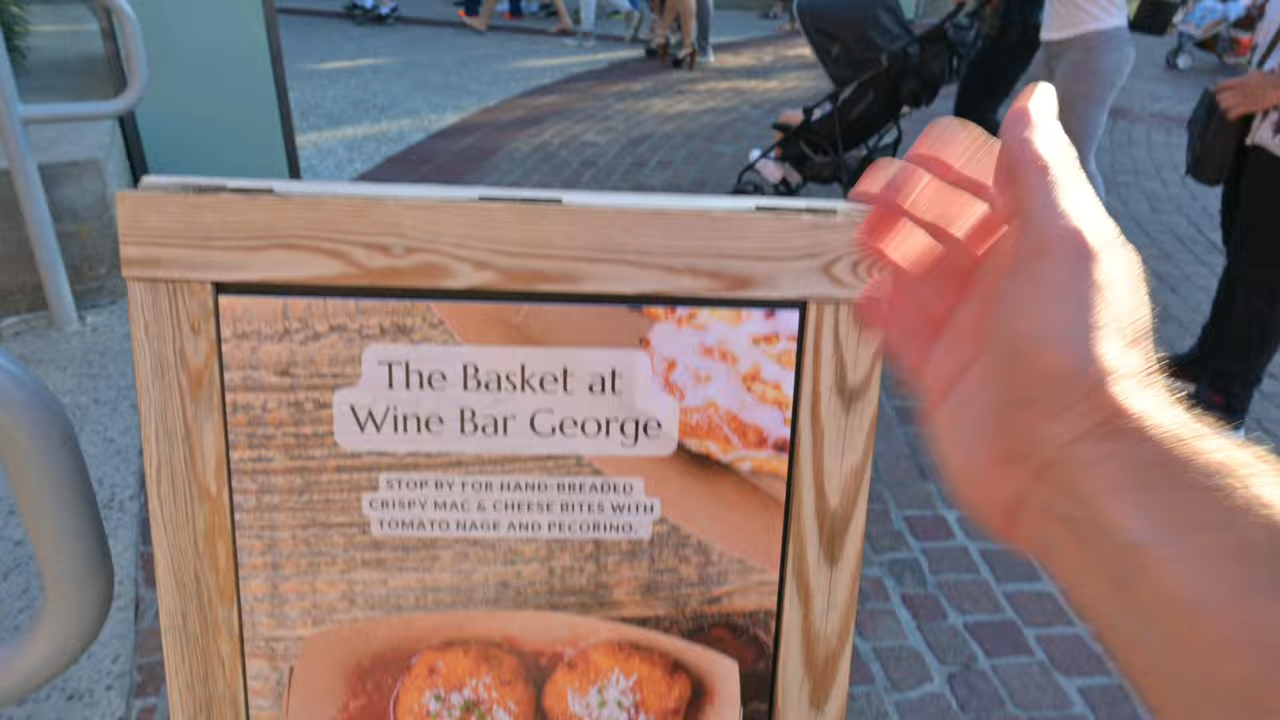 The Basket at
Wine Bar George
STOP BY FOR HAND-BREADED
CRISPY MAC & CHEESE BITES WITH
TOMATO NAGE AND PECORINO.